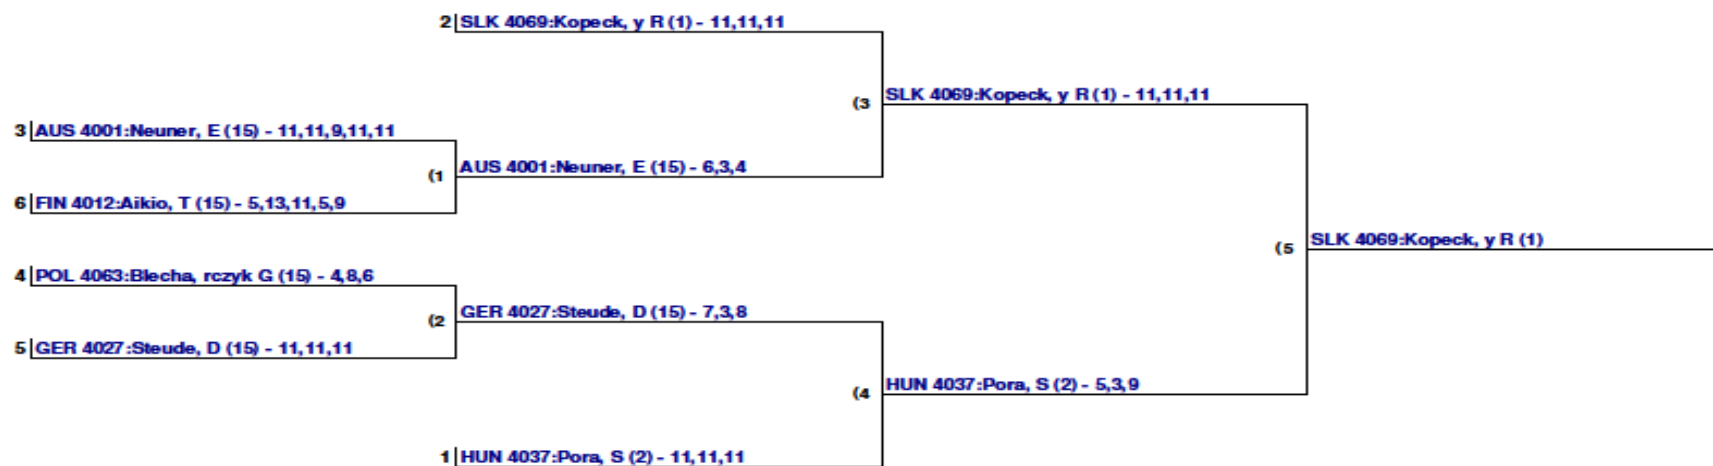 2 SLK 4069:Kopeck, y R (1) - 11,11,11
(3 SLK 4069:Kopeck, y R (1) - 11,11,11
3 AUS 4001:Neuner, E (15) - 11,11,9,11,11
(1 AUS 4001:Neuner, E (15) - 6,3,4
6 FIN 4012:Aikio, T (15) - 5,13,11,5,9
(5 SLK 4069:Kopeck, y R (1)
4 POL 4063:Blecha, rczyk G (15) - 4,8,6
(2 GER 4027:Steude, D (15) - 7,3,8
5 GER 4027:Steude, D (15) - 11,11,11
(4 HUN 4037:Pora, S (2) - 5,3,9
1 HUN 4037:Pora, S (2) - 11,11,11